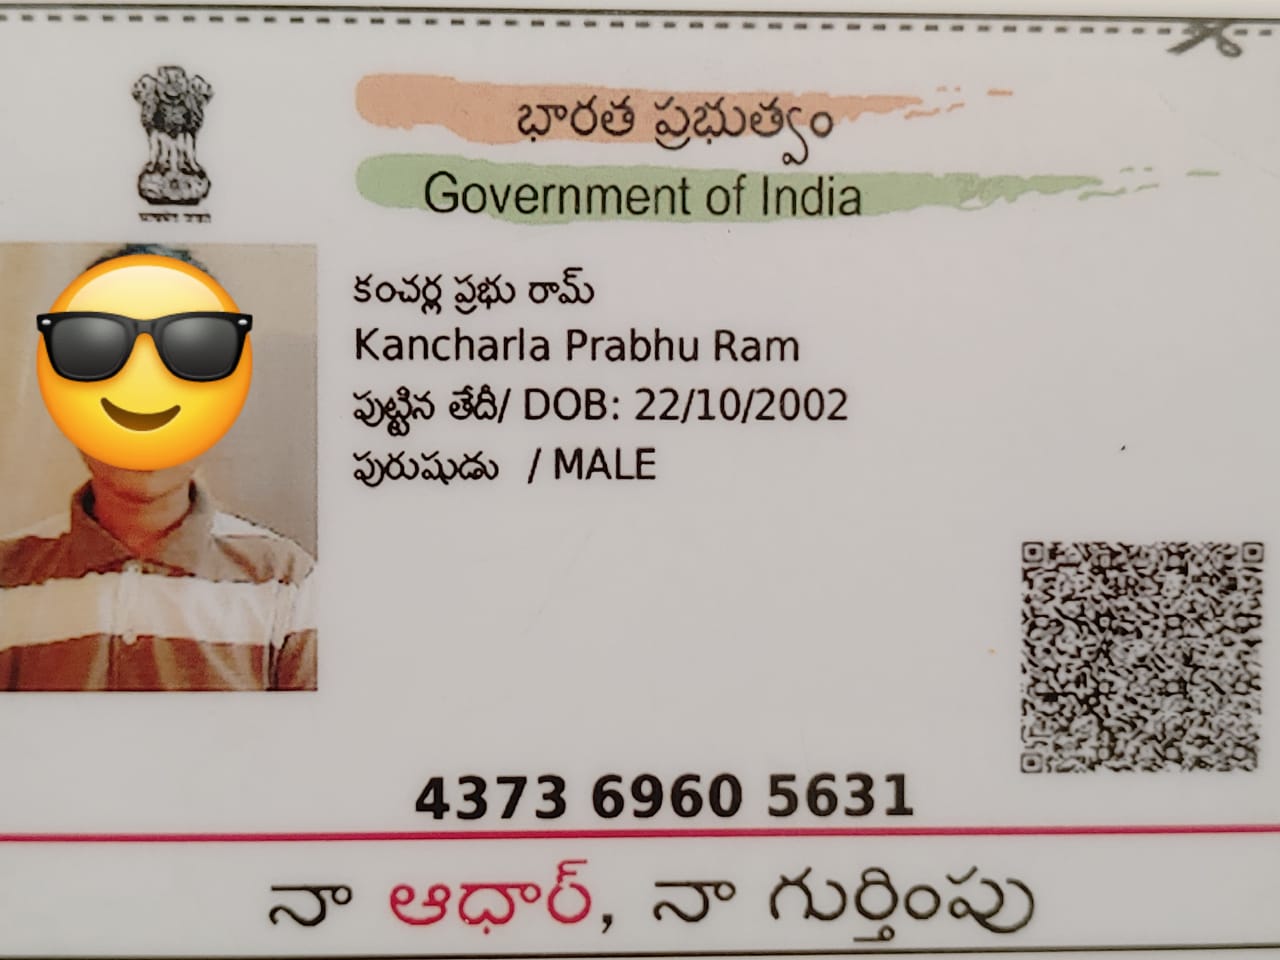 భారత ప్రభుత్వం
Government of India
కంచర్ల ప్రభు రామ్
Kancharla Prabhu Ram
పుట్టిన తేదీ/ DOB: 22/10/2002
పురుషుడు / MALE
4373 6960 5631
నా ఆధార్, నా గుర్తింపు